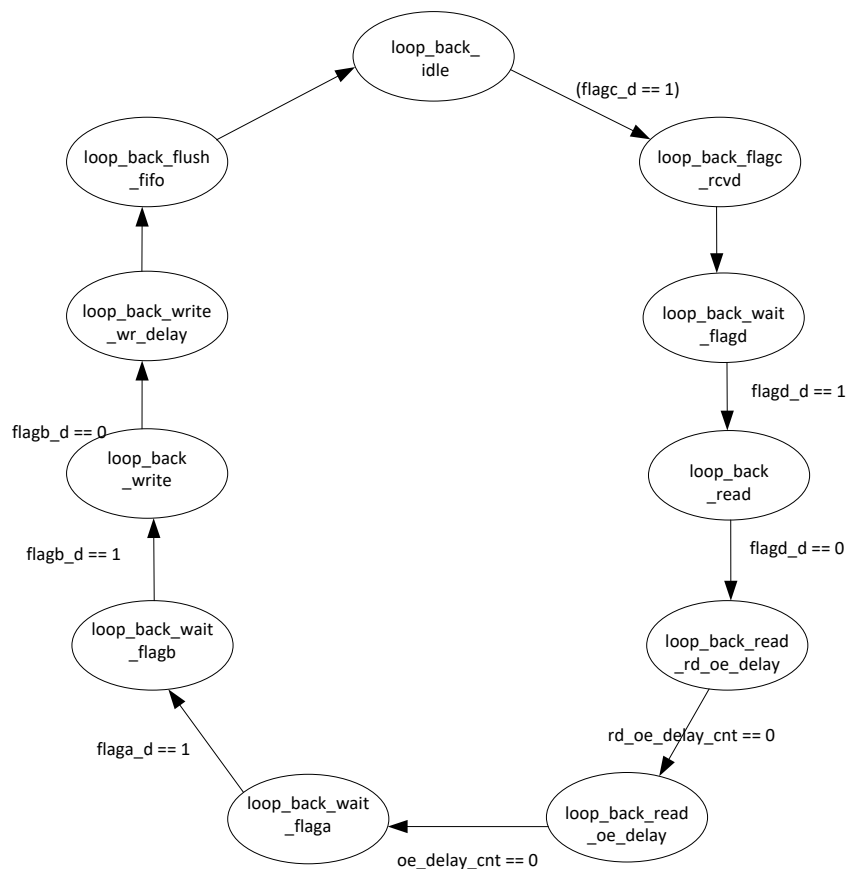 loop_back_
idle
(flagc_d == 1)
loop_back_flagc
_rcvd
loop_back_wait
_flagd
flagd_d == 1
loop_back
_read
flagd_d == 0
loop_back_read
_rd_oe_delay
rd_oe_delay_cnt == 0
loop_back_read
_oe_delay
oe_delay_cnt == 0
loop_back_wait
_flaga
flaga_d == 1
loop_back_wait
_flagb
flagb_d == 1
loop_back
_write
flagb_d == 0
loop_back_write
_wr_delay
loop_back_flush
_fifo